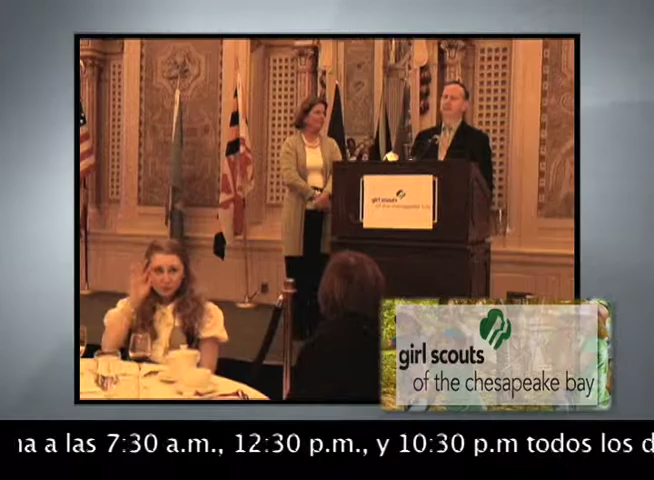 girl scouts
of the chesapeake bay
girl scouts
of the chesapeake bay
a a las 7:30 a.m., 12:30 p.m., y 10:30 p.m todos los d